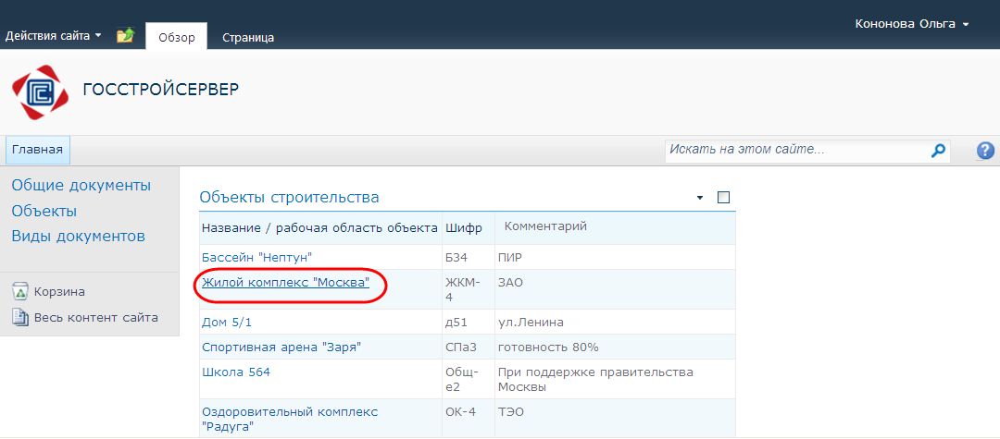 Кононова Ольга
Действия сайта
Обзор
Страница
ГОССТРОЙСЕРВЕР
Главная
Искать на этом сайте...
Общие документы
Объекты
Виды документов
Корзина
Весь контент сайта
Объекты строительства
Название / рабочая область объекта Шифр Комментарий
Бассейн "Нептун" Б34 ПИР
Жилой комплекс "Москва" ЖКМ- ЗАО
4
Дом 5/1 д51 ул.Ленина
Спортивная арена "Заря" СПа3 готовность 80%
Школа 564 Общ- При поддержке правительства
е2 Москвы
Оздоровительный комплекс ОК-4 ТЭО
"Радуга"